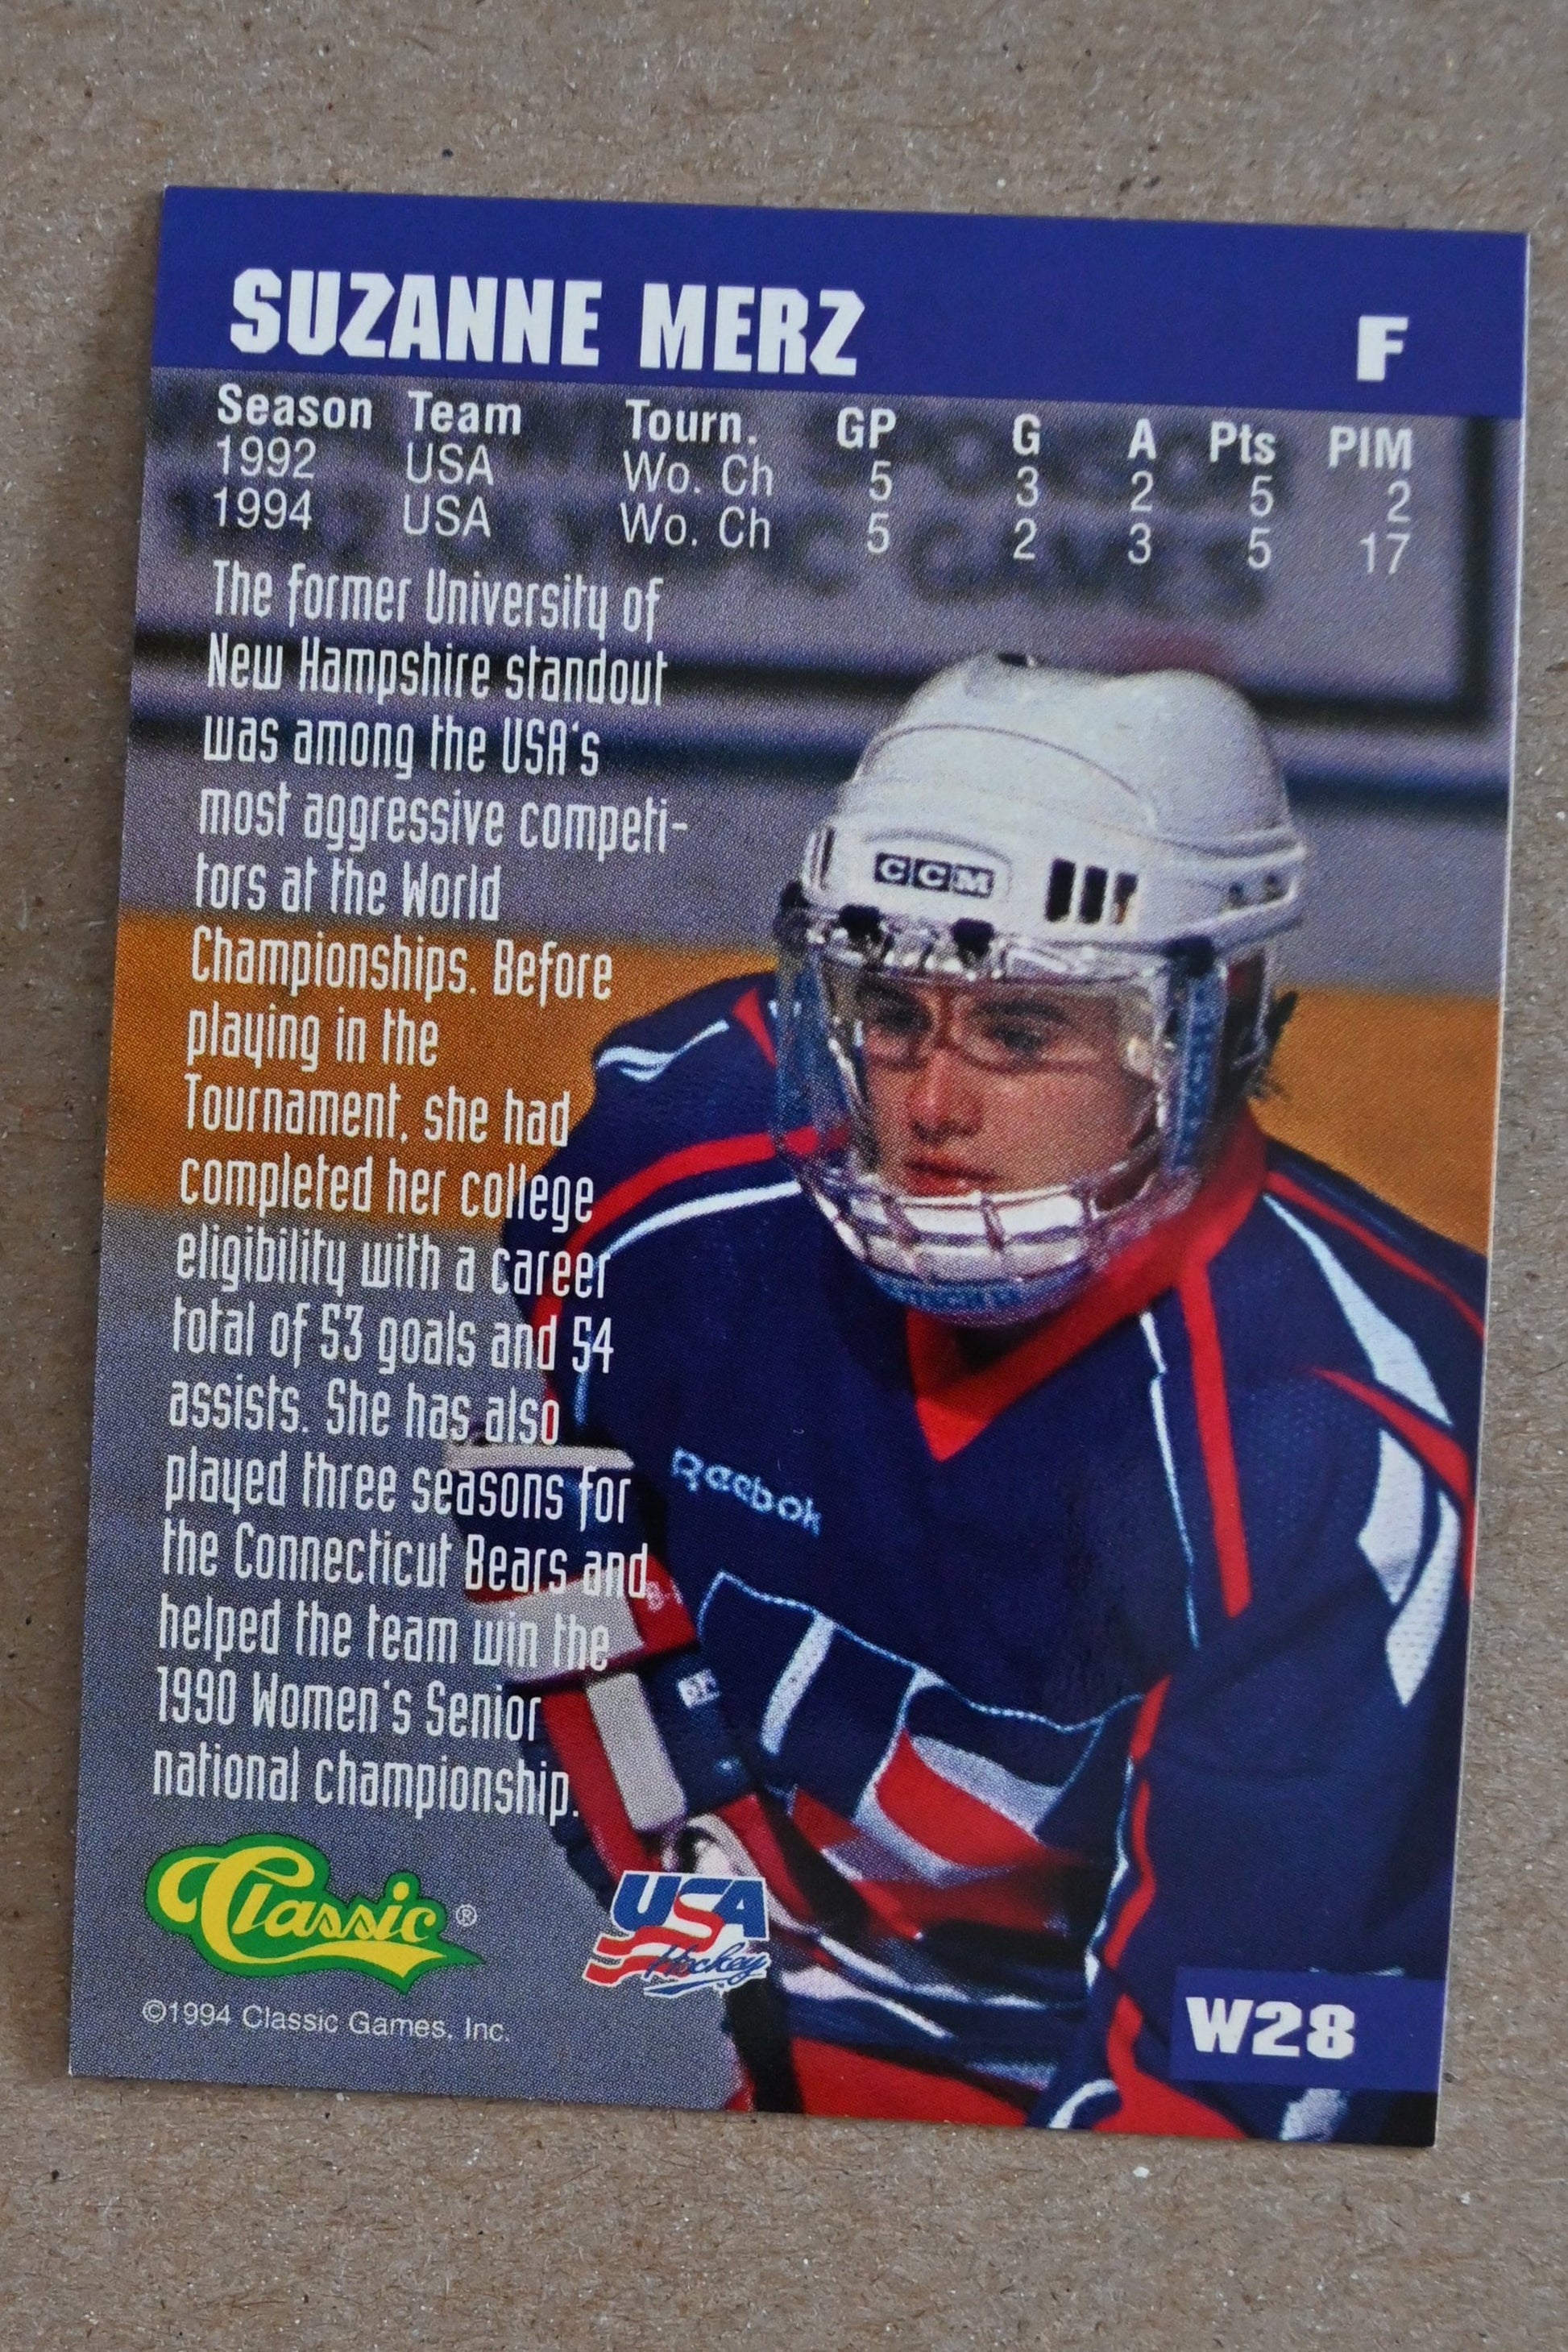 SUZANNE MERZ F
Season Team Tourn. GP G A Pts PIM
1992 USA Wo. Ch 5 3 2 5 2
1994 USA Wo. Ch 5 2 3 5 17
The former University of
New Hampshire standout
was among the USA's
most aggressive competi-
tors at the World
Championships. Before
playing in the
Tournament, she had
completed her college
eligibility with a career
total of 53 goals and 54
assists. She has also
played three seasons for
the Connecticut Bears and
helped the team win the
1990 Women's Senior
national championship.
CCM
Reebok
Classic ®
USA
Hockey
©1994 Classic Games, Inc.
W28